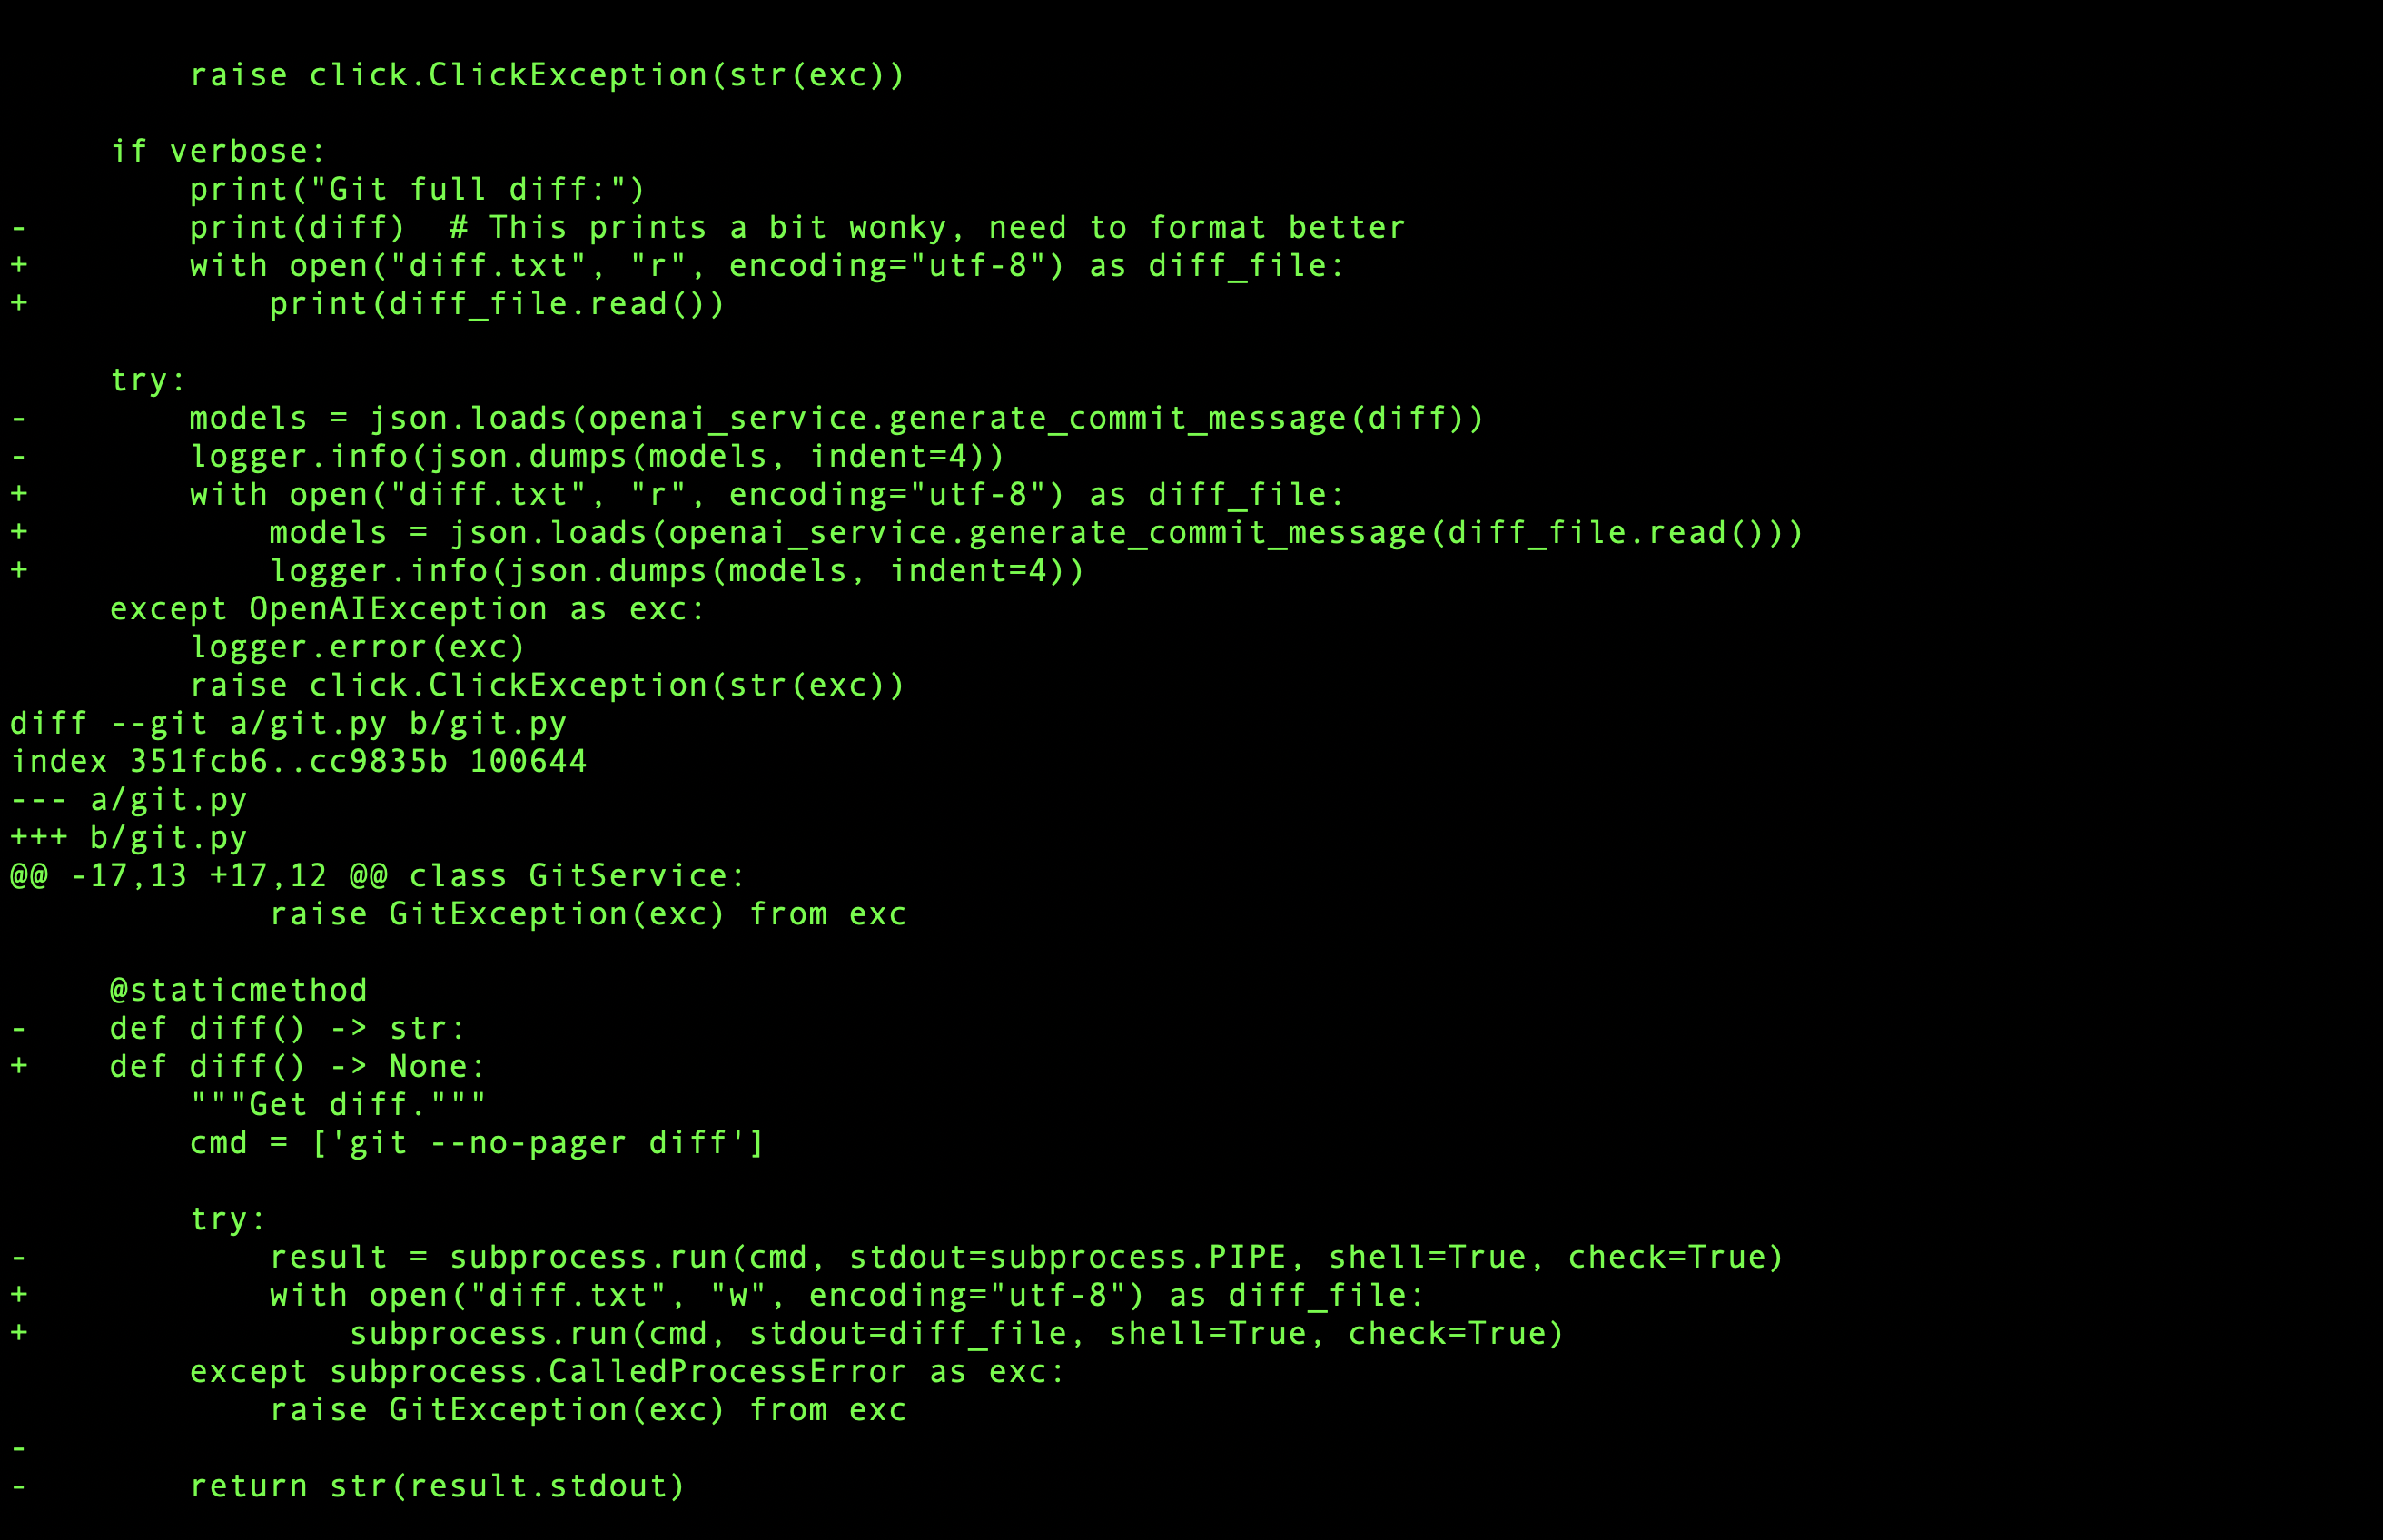 raise click.ClickException(str(exc))

    if verbose:
        print("Git full diff:")
-        print(diff)  # This prints a bit wonky, need to format better
+        with open("diff.txt", "r", encoding="utf-8") as diff_file:
+            print(diff_file.read())

     try:
-        models = json.loads(openai_service.generate_commit_message(diff))
-        logger.info(json.dumps(models, indent=4))
+        with open("diff.txt", "r", encoding="utf-8") as diff_file:
+            models = json.loads(openai_service.generate_commit_message(diff_file.read()))
+            logger.info(json.dumps(models, indent=4))
     except OpenAIException as exc:
         logger.error(exc)
         raise click.ClickException(str(exc))
diff --git a/git.py b/git.py
index 351fcb6..cc9835b 100644
--- a/git.py
+++ b/git.py
@@ -17,13 +17,12 @@ class GitService:
             raise GitException(exc) from exc

     @staticmethod
-    def diff() -> str:
+    def diff() -> None:
         """Get diff."""
         cmd = ['git --no-pager diff']

         try:
-            result = subprocess.run(cmd, stdout=subprocess.PIPE, shell=True, check=True)
+            with open("diff.txt", "w", encoding="utf-8") as diff_file:
+                subprocess.run(cmd, stdout=diff_file, shell=True, check=True)
         except subprocess.CalledProcessError as exc:
             raise GitException(exc) from exc
-
-        return str(result.stdout)